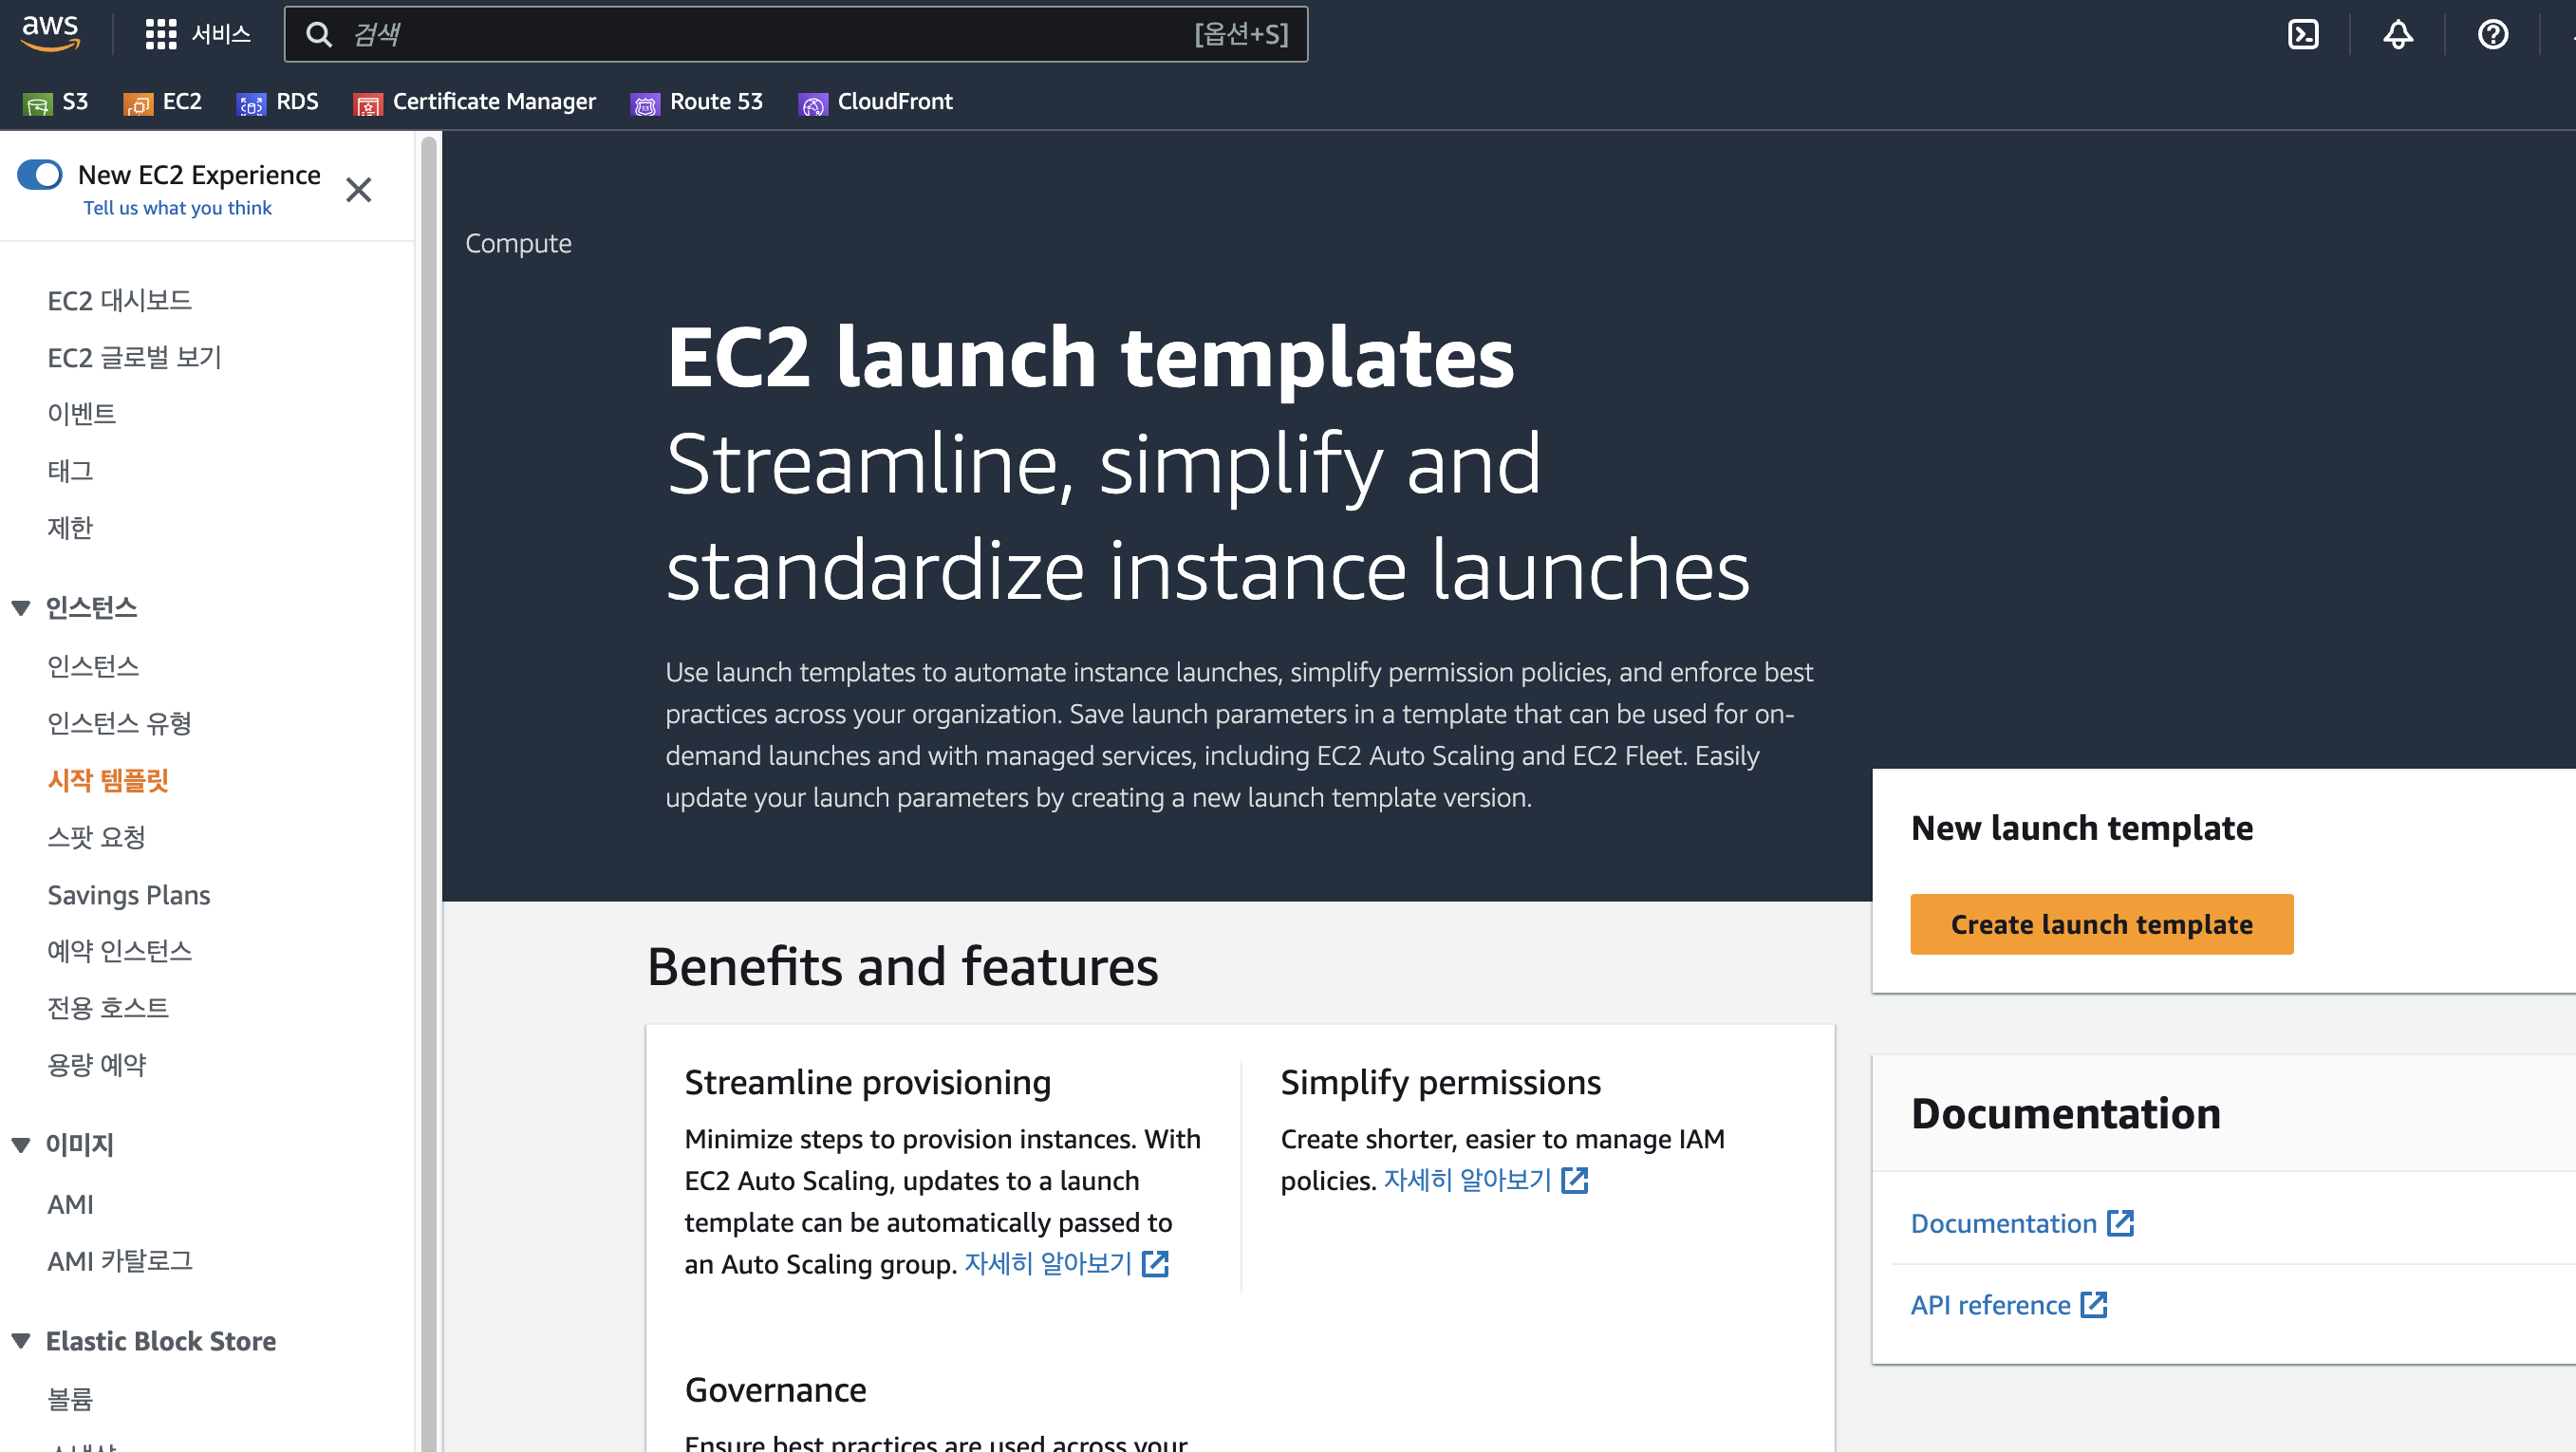 aws
서비스
검색
[옵션+S]
S3
EC2
RDS
Certificate Manager
Route 53
CloudFront
New EC2 Experience
Tell us what you think
EC2 대시보드
EC2 글로벌 보기
이벤트
태그
제한
인스턴스
인스턴스
인스턴스 유형
시작 템플릿
스팟 요청
Savings Plans
예약 인스턴스
전용 호스트
용량 예약
이미지
AMI
AMI 카탈로그
Elastic Block Store
볼륨
Compute
EC2 launch templates
Streamline, simplify and
standardize instance launches
Use launch templates to automate instance launches, simplify permission policies, and enforce best
practices across your organization. Save launch parameters in a template that can be used for on-
demand launches and with managed services, including EC2 Auto Scaling and EC2 Fleet. Easily
update your launch parameters by creating a new launch template version.
New launch template
Create launch template
Benefits and features
Streamline provisioning
Minimize steps to provision instances. With
EC2 Auto Scaling, updates to a launch
template can be automatically passed to
an Auto Scaling group. 자세히 알아보기
Simplify permissions
Create shorter, easier to manage IAM
policies. 자세히 알아보기
Governance
Ensure best practices are used across your
Documentation
Documentation
API reference